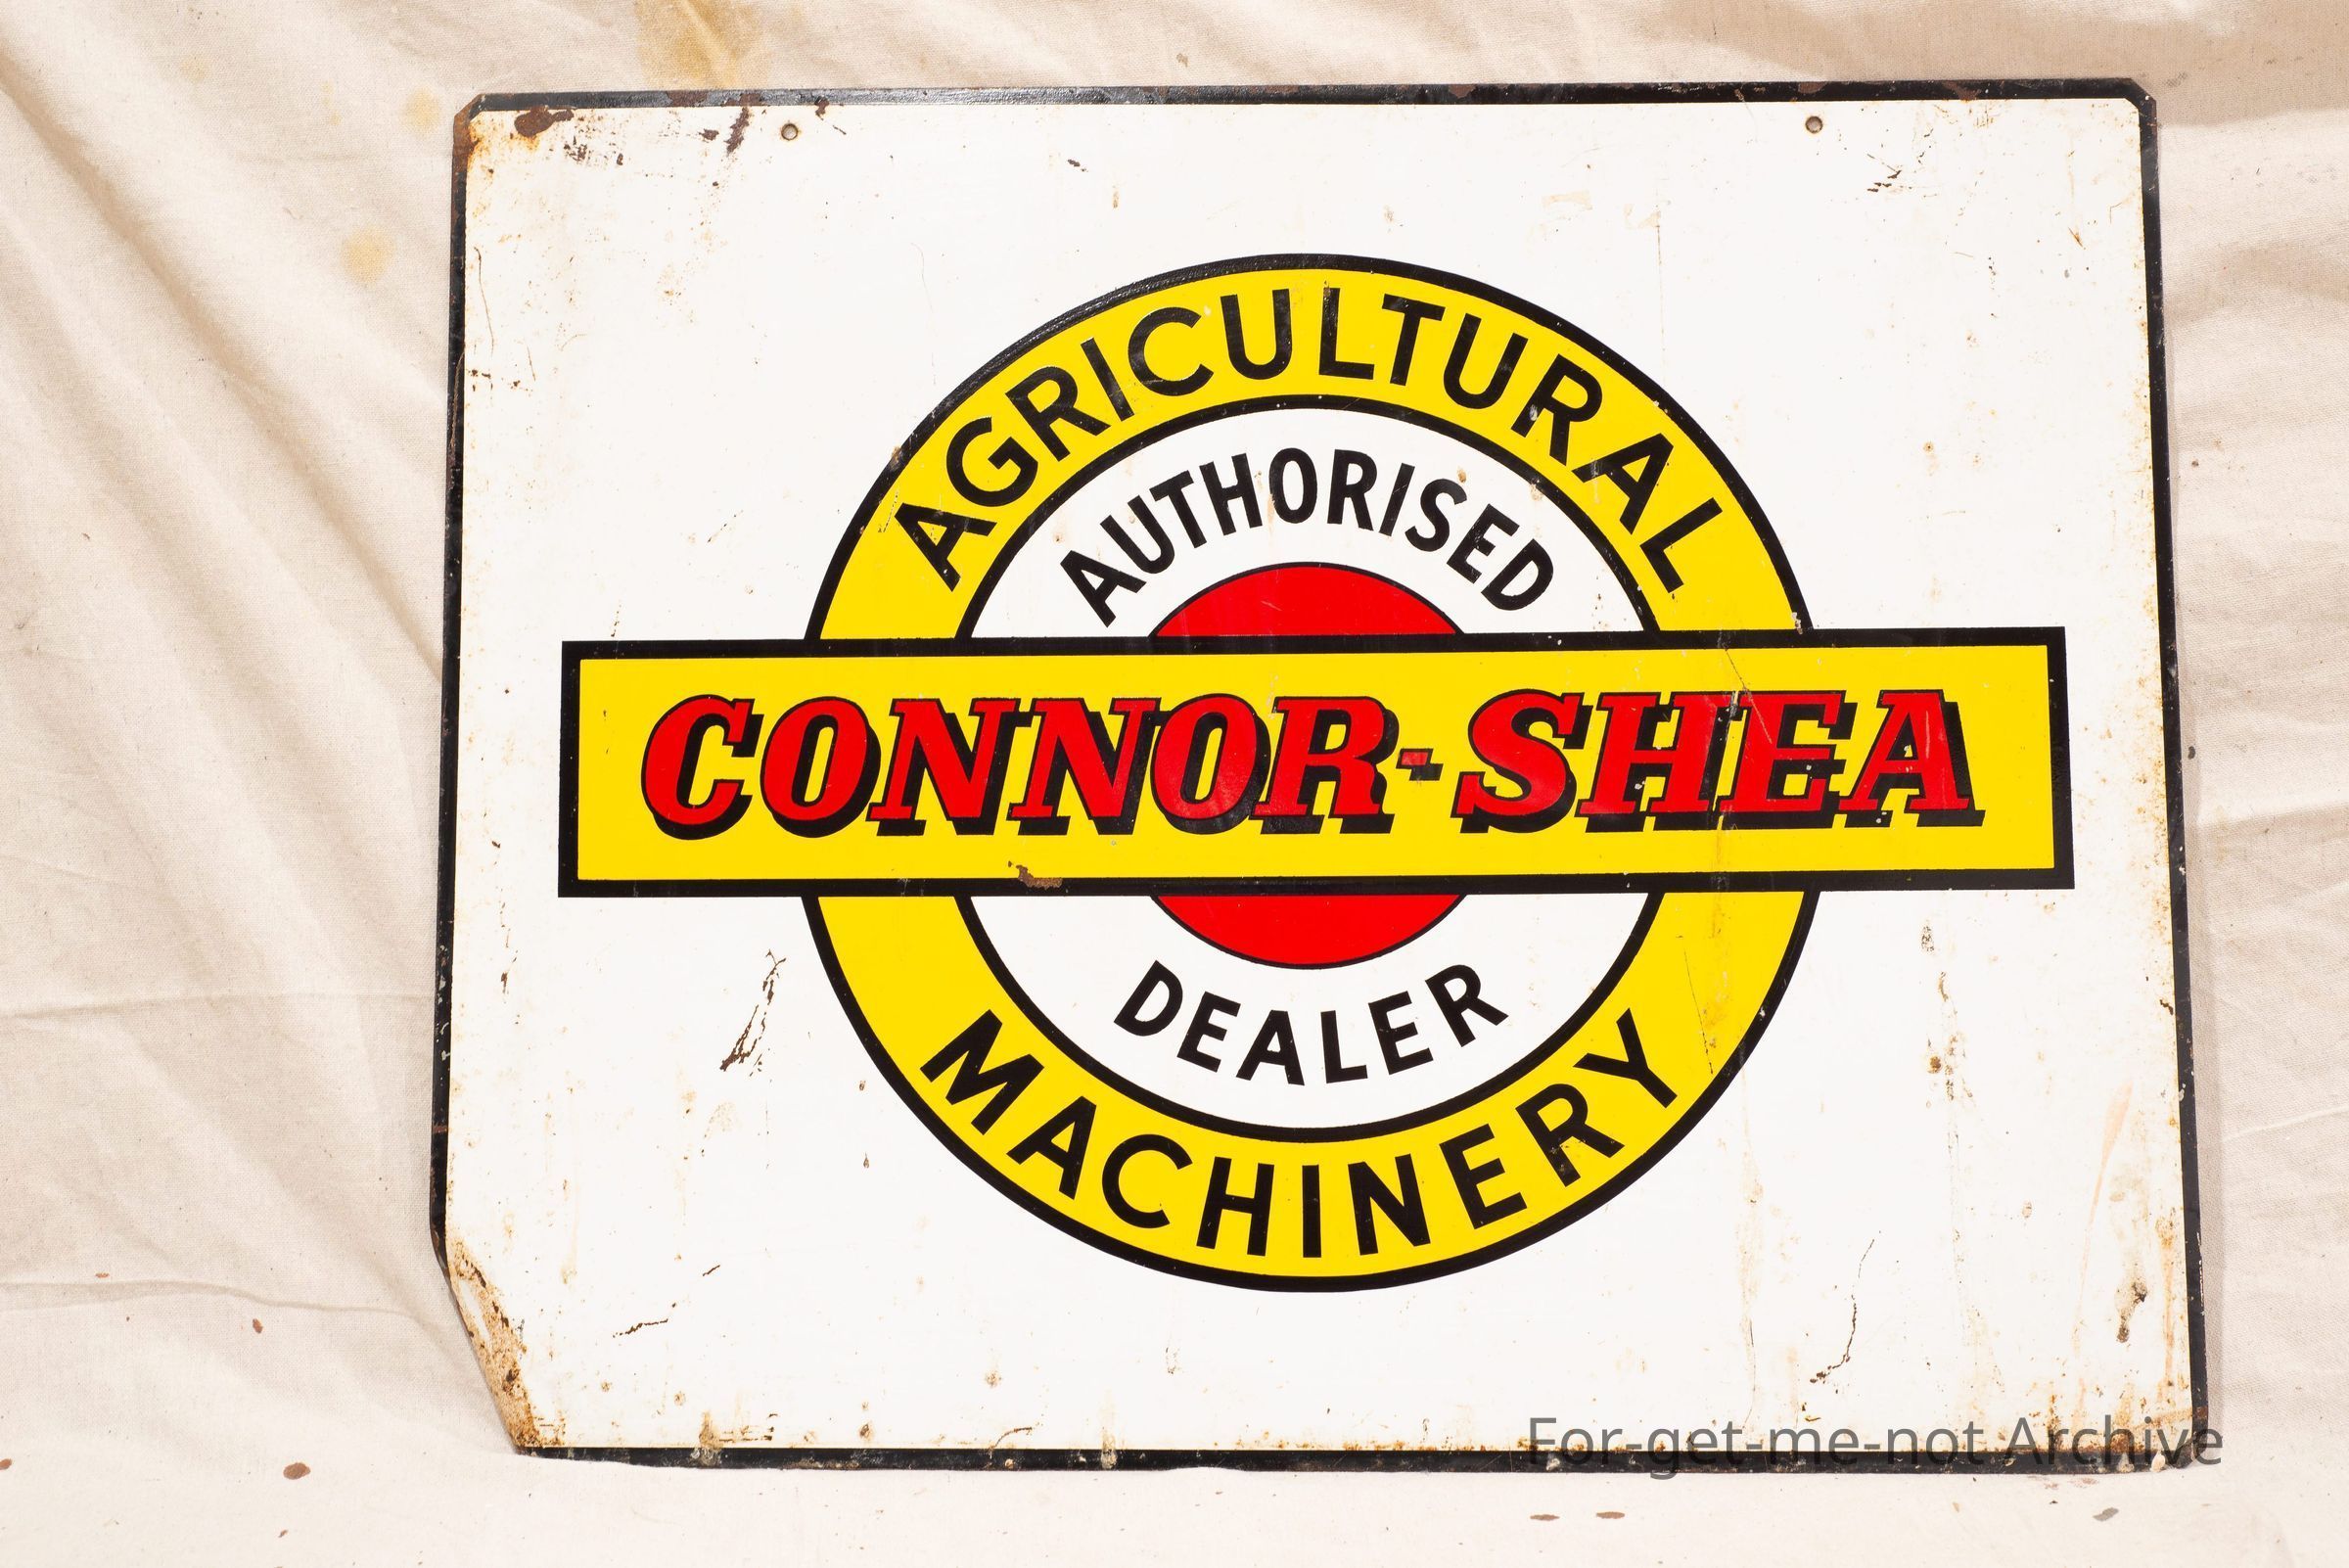 AGRICULTURAL
AUTHORISED
CONNOR-SHEA
DEALER
MACHINERY
For-get-me-not Archive